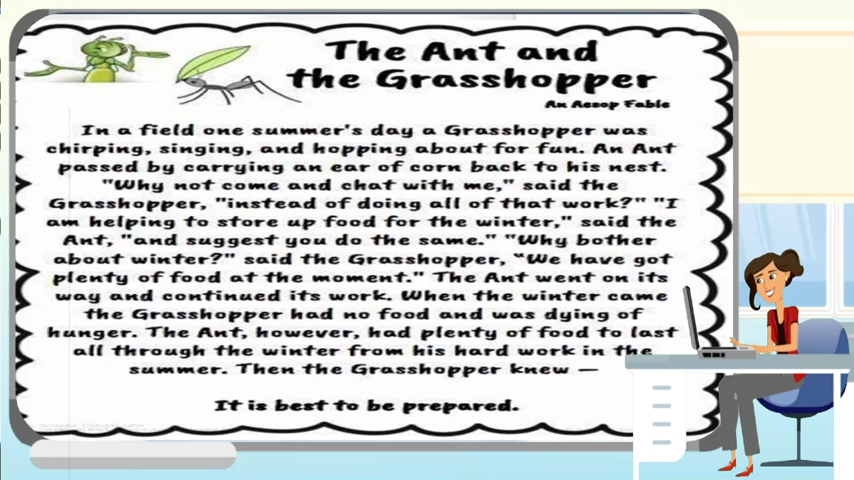 The Ant and
the Grasshopper
An Aesop Fable
In a field one summer's day a Grasshopper was
chirping, singing, and hopping about for fun. An Ant
passed by carrying an ear of corn back to his nest.
"Why not come and chat with me," said the
Grasshopper, "instead of doing all of that work?" "I
am helping to store up food for the winter," said the
Ant, "and suggest you do the same." "Why bother
about winter?" said the Grasshopper, "We have got
plenty of food at the moment." The Ant went on its
way and continued its work. When the winter came
the Grasshopper had no food and was dying of
hunger. The Ant, however, had plenty of food to last
all through the winter from his hard work in the
summer. Then the Grasshopper knew —
It is best to be prepared.